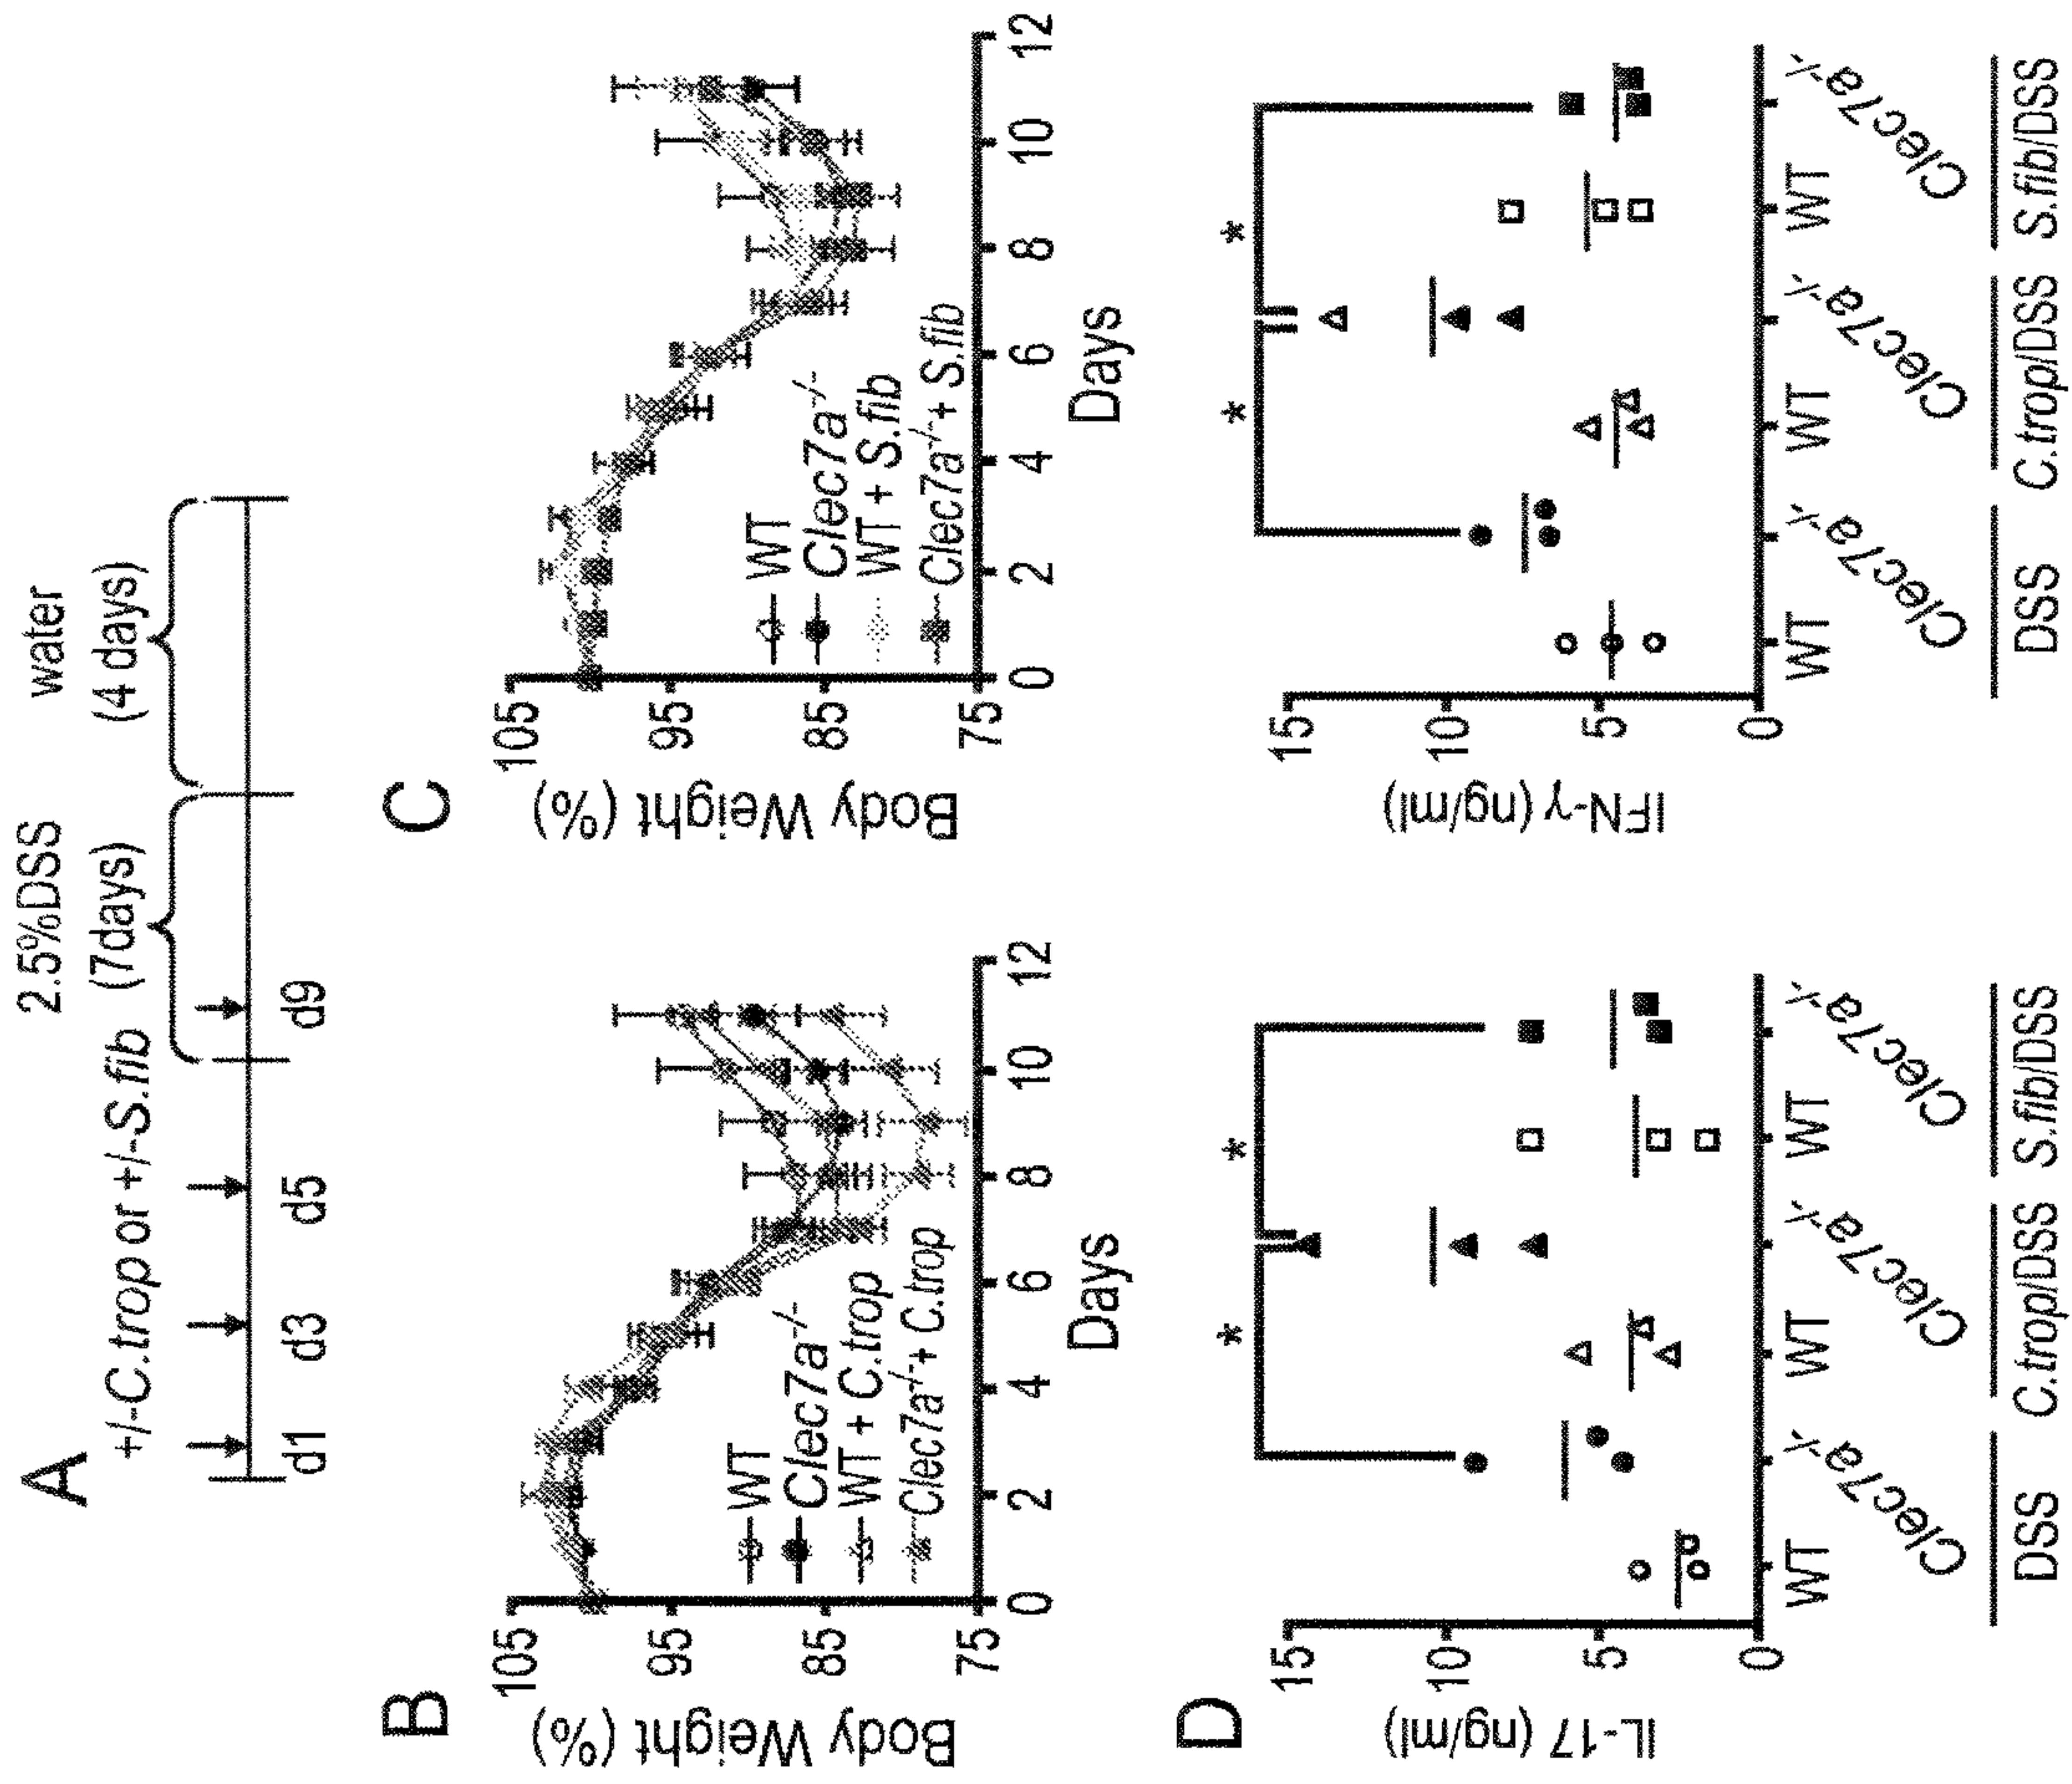 A
2.5%DSS
water
+/-C.trop or +/-S.fib
(7days)
(4 days)
d1
d3
d5
d9
B
Body Weight (%)
105
95
85
75
WT
Clec7a-/-
WT + C.trop
Clec7a-/-+ C.trop
0
2
4
6
8
10
12
Days
C
Body Weight (%)
105
95
85
75
WT
Clec7a-/-
WT + S.fib
Clec7a-/-+ S.fib
0
2
4
6
8
10
12
Days
D
IL-17 (ng/ml)
15
10
5
0
*
*
WT
Clec7a-/-
WT
Clec7a-/-
WT
Clec7a-/-
DSS
C.trop/DSS
S.fib/DSS
IFN-γ (ng/ml)
15
10
5
0
*
*
WT
Clec7a-/-
WT
Clec7a-/-
WT
Clec7a-/-
DSS
C.trop/DSS
S.fib/DSS